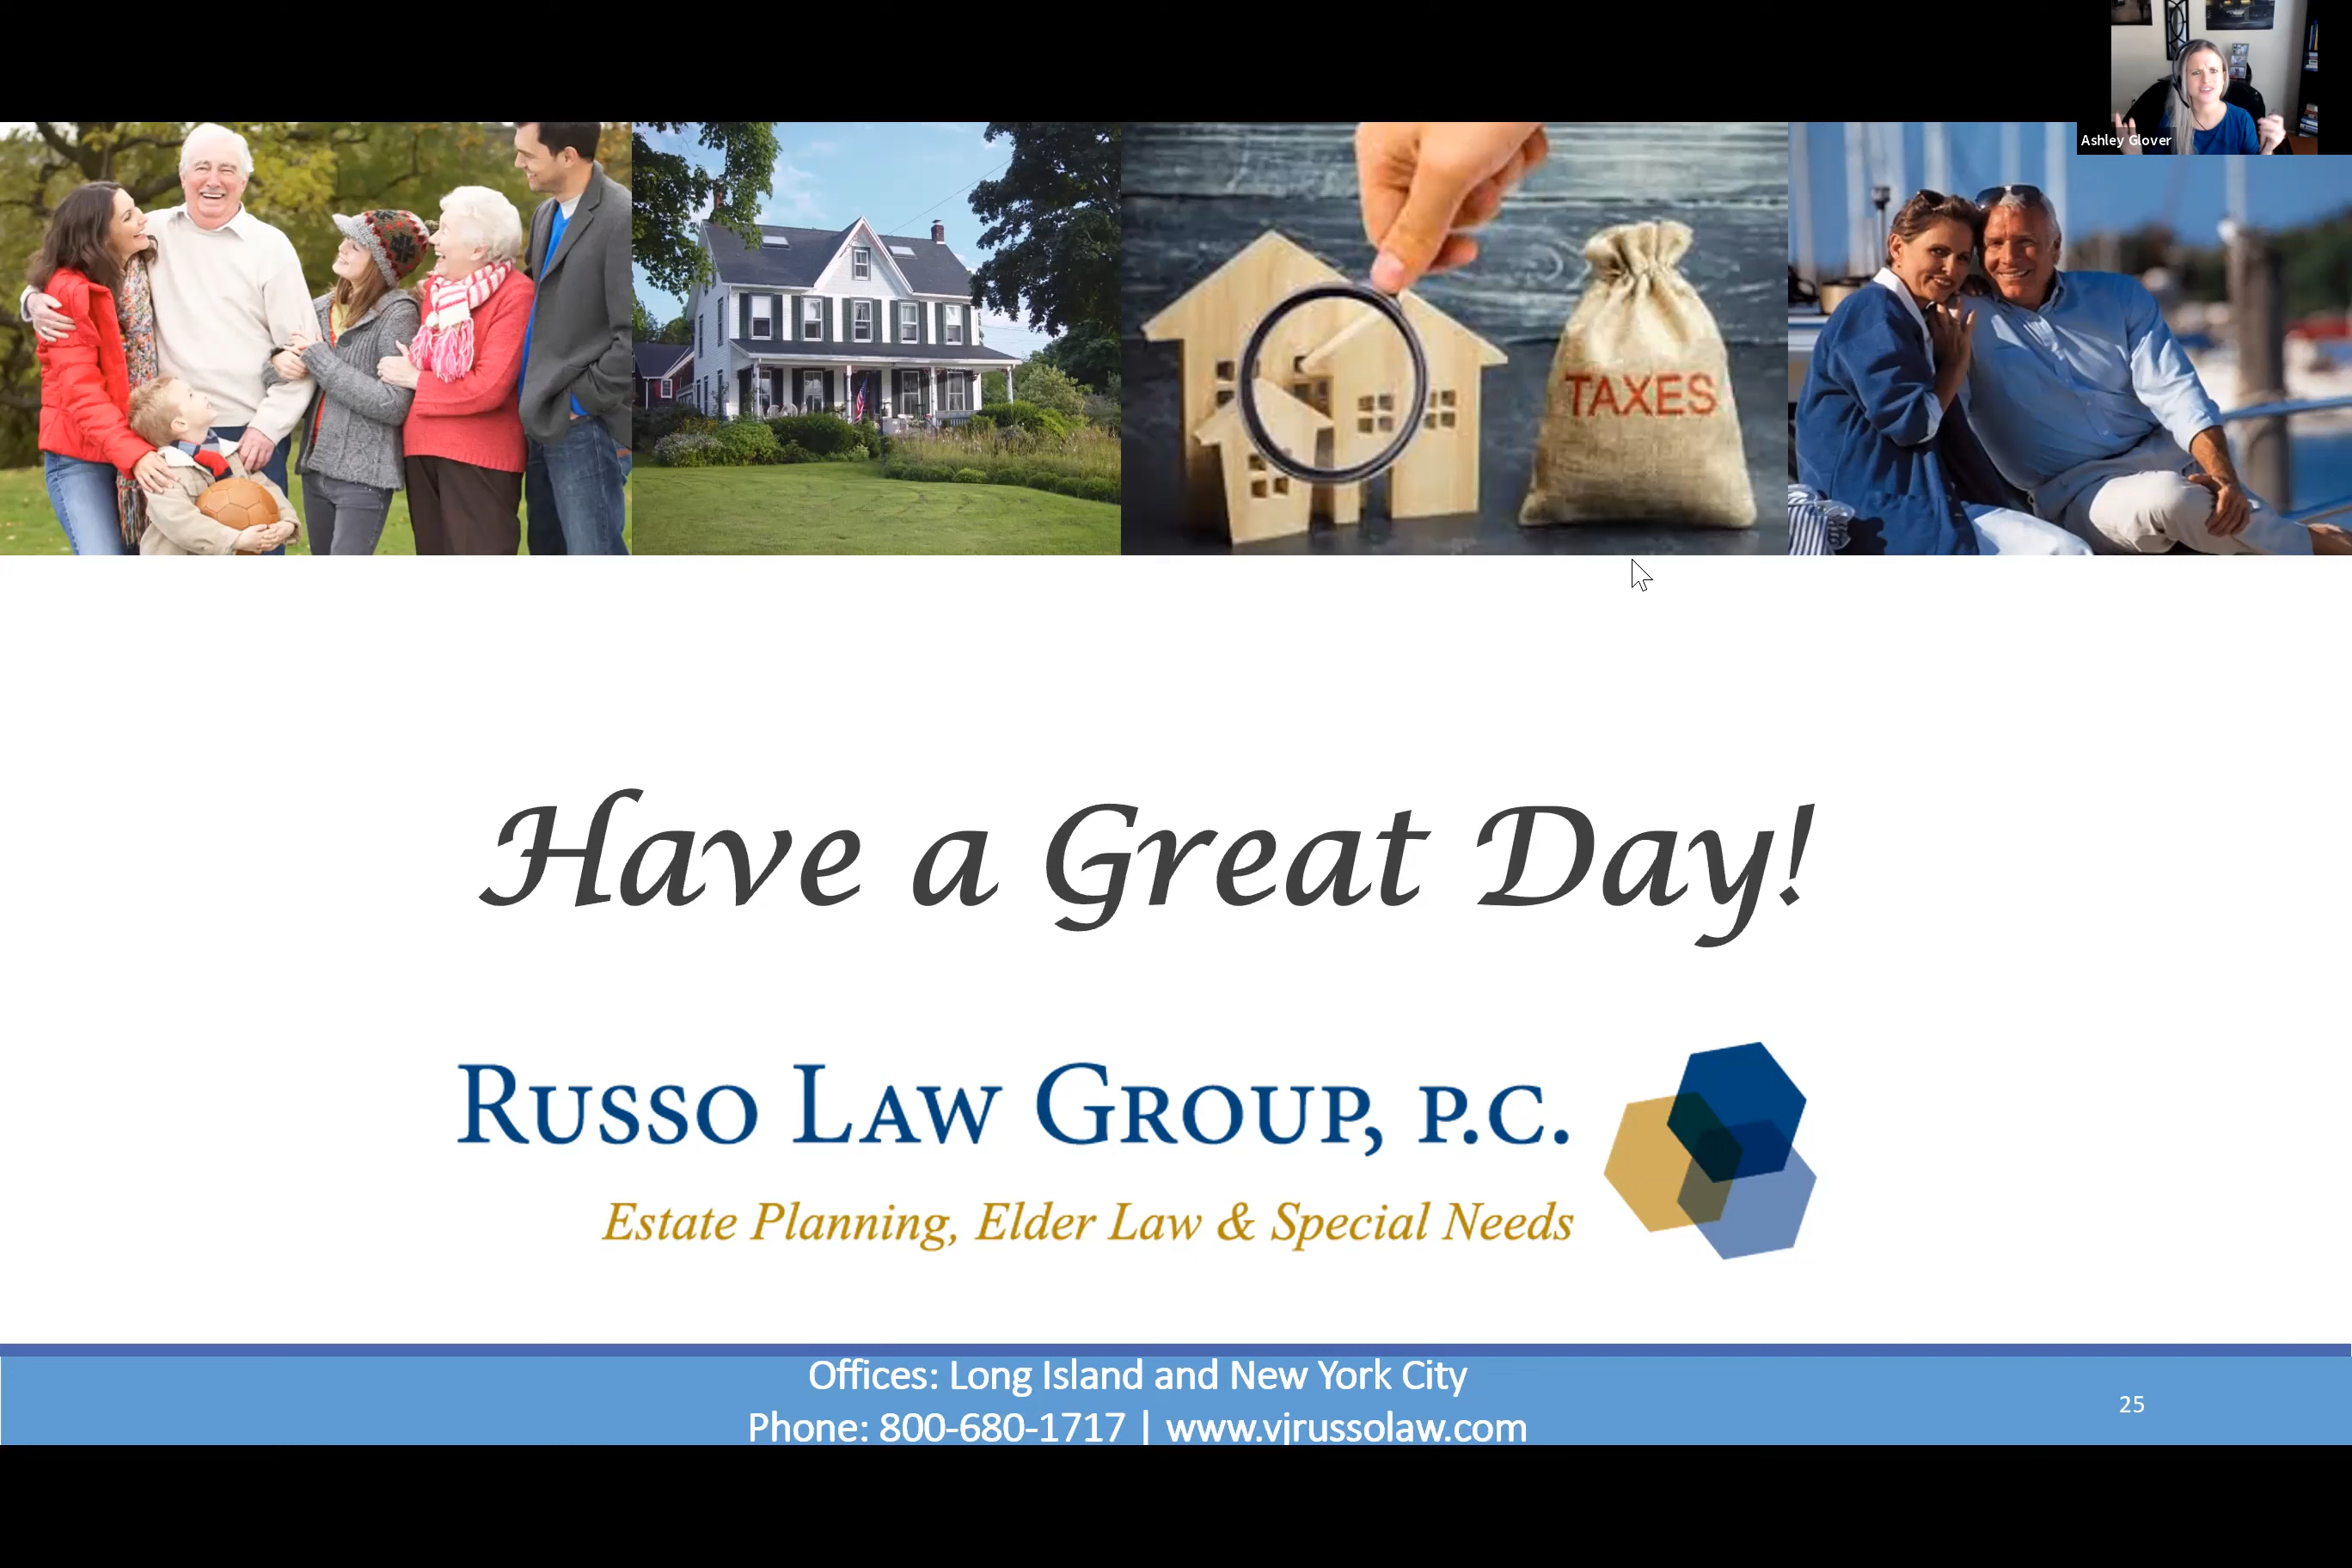 Ashley Glover
TAXES
Have a Great Day!
Russo Law Group, P.C.
Estate Planning, Elder Law & Special Needs
Offices: Long Island and New York City
Phone: 800-680-1717 | www.vjrussolaw.com
25